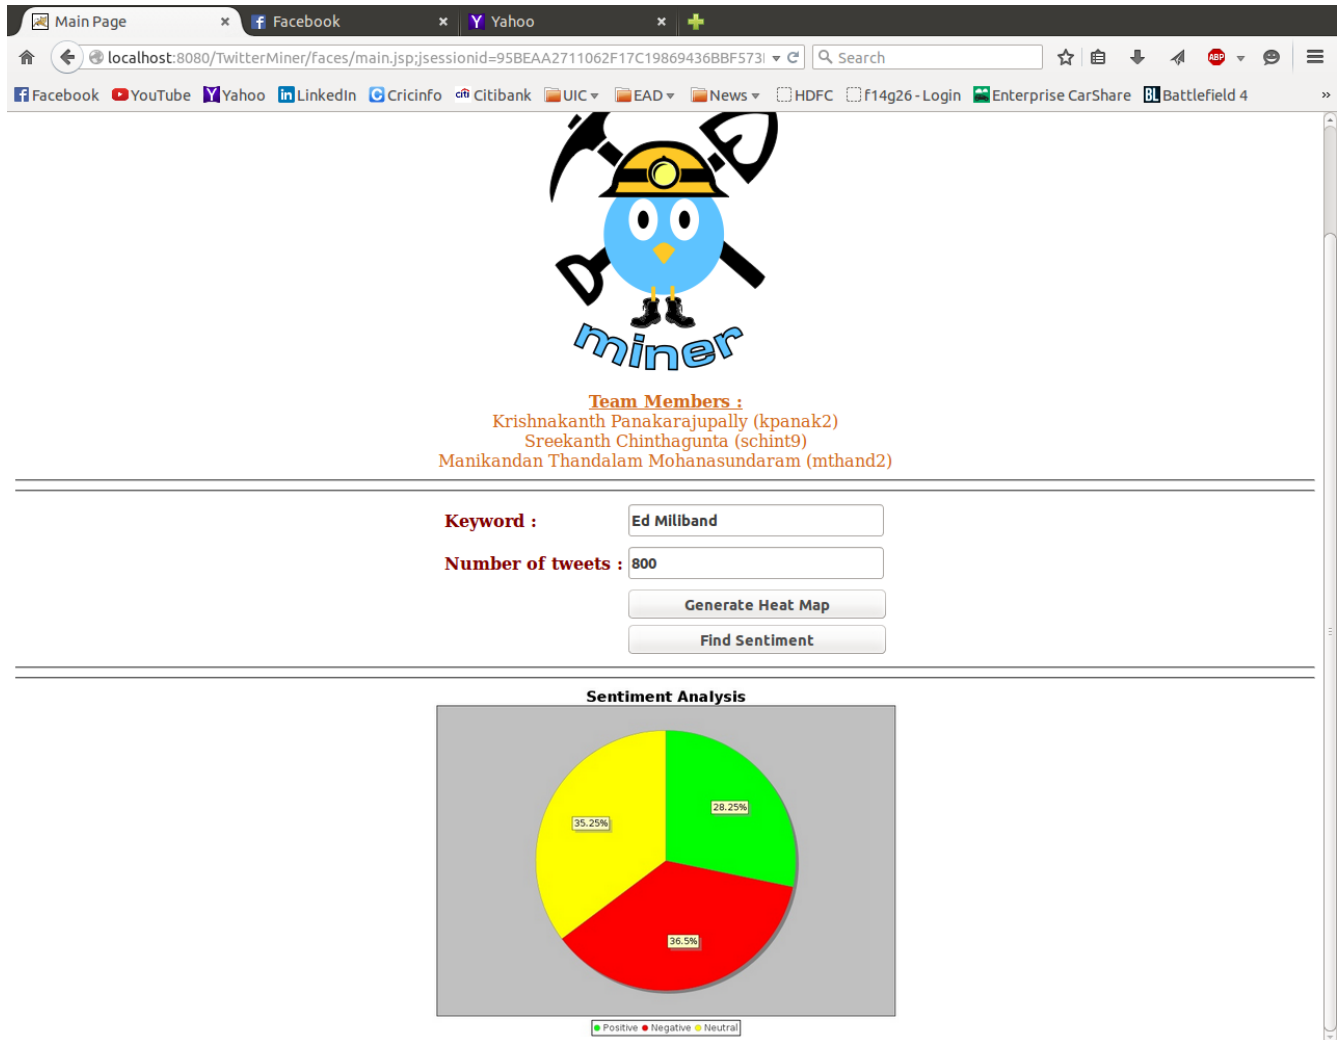 Main Page × Facebook × Yahoo ×
localhost:8080/TwitterMiner/faces/main.jsp;jsessionid=95BEAA2711062F17C19869436BBF573 Search ABP
Facebook YouTube Yahoo LinkedIn Cricinfo citi Citibank UIC EAD News HDFC f14g26 - Login Enterprise CarShare BL Battlefield 4 »
miner
Team Members :
Krishnakanth Panakarajupally (kpanak2)
Sreekanth Chinthagunta (schint9)
Manikandan Thandalam Mohanasundaram (mthand2)
Keyword : Ed Miliband
Number of tweets : 800
Generate Heat Map
Find Sentiment
Sentiment Analysis
28.25%
35.25%
36.5%
Positive Negative Neutral